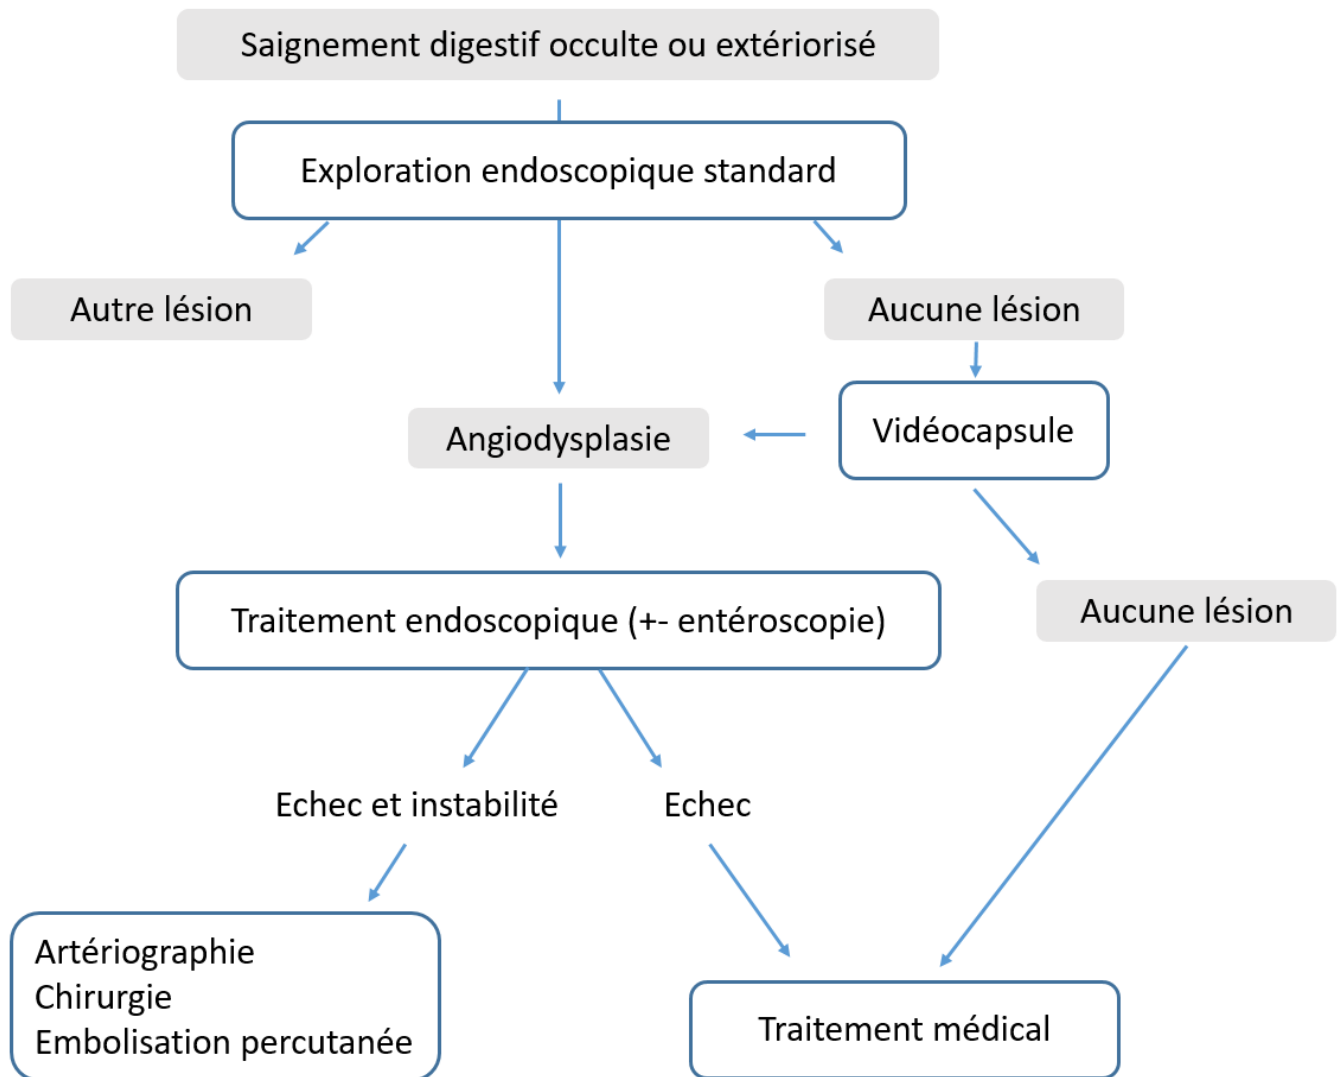 Saignement digestif occulte ou extériorisé
Exploration endoscopique standard
Autre lésion
Aucune lésion
Angiodysplasie
Vidéocapsule
Traitement endoscopique (+- entéroscopie)
Aucune lésion
Echec et instabilité
Echec
Artériographie
Chirurgie
Embolisation percutanée
Traitement médical